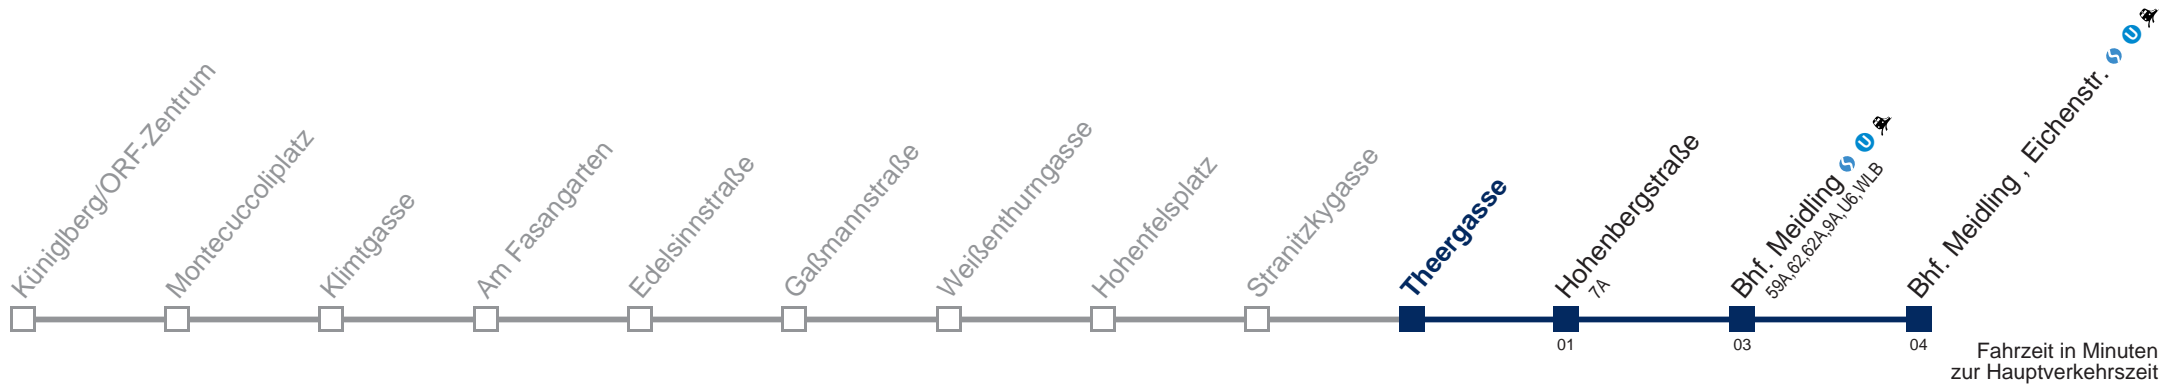 Küniglberg/ORF-Zentrum
Montecuccoliplatz
Klimtgasse
Am Fasangarten
Edelsinnstraße
Gaßmannstraße
Weißenthurngasse
Hohenfelsplatz
Stranitzkygasse
Theergasse
Hohenbergstraße
7A
Bhf. Meidling S U
59A,62,62A,9A,U6,WLB
Bhf. Meidling , Eichenstr. S U
01
03
04
Fahrzeit in Minuten
zur Hauptverkehrszeit